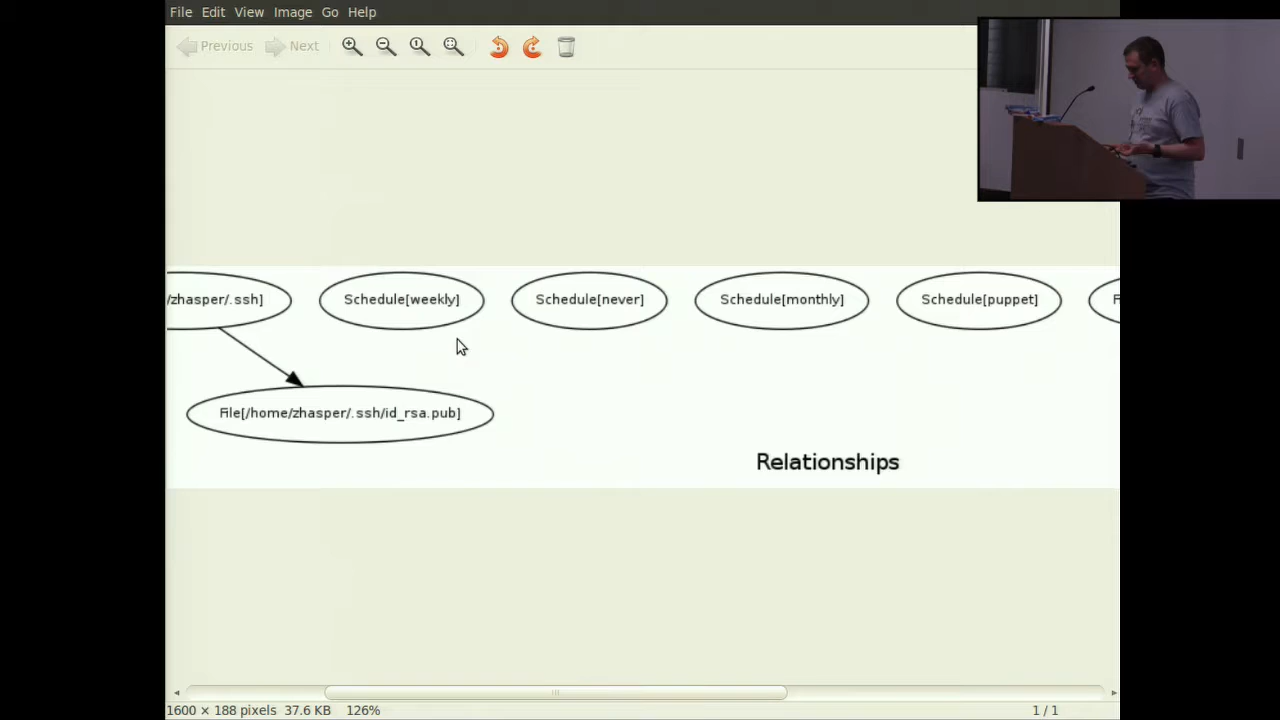 File Edit View Image Go Help
Previous Next
/zhasper/.ssh] Schedule[weekly] Schedule[never] Schedule[monthly] Schedule[puppet] F
File[/home/zhasper/.ssh/id_rsa.pub]
Relationships
1600 × 188 pixels 37.6 KB 126% 1 / 1